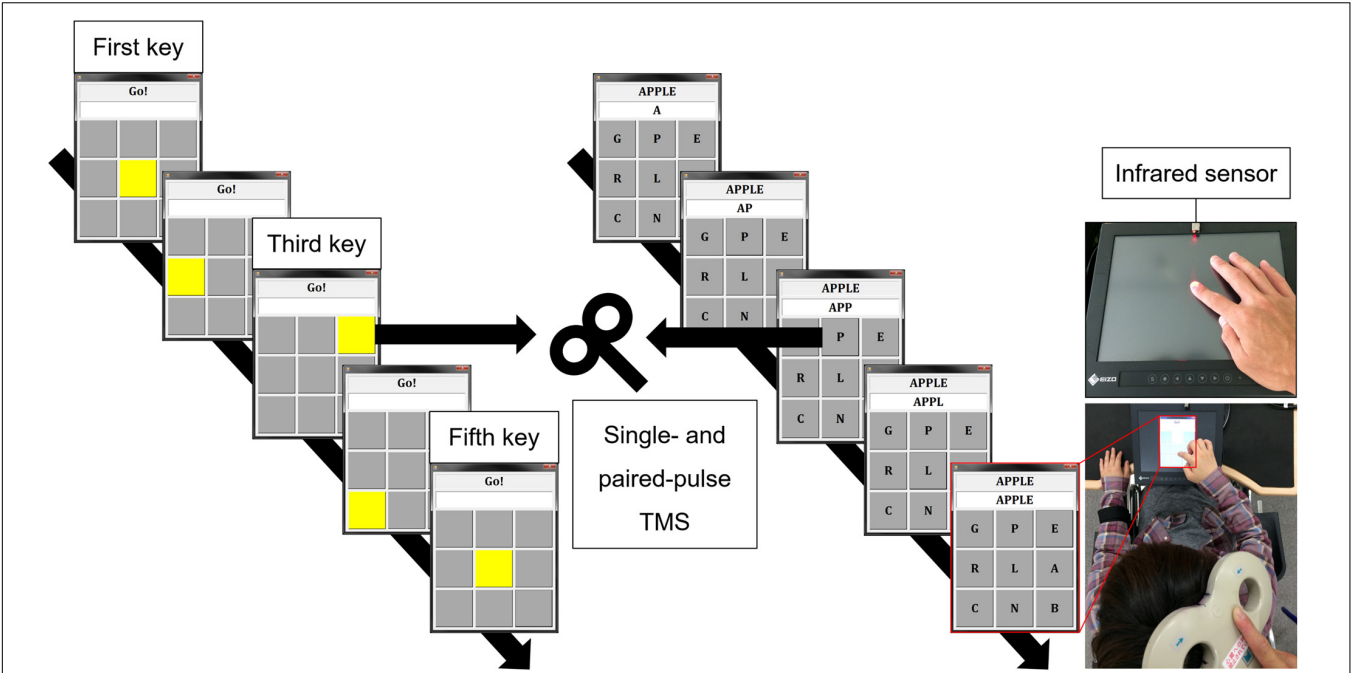 First key
Go!
Go!
Third key
Go!
Go!
Fifth key
Go!
Single- and
paired-pulse
TMS
APPLE
A
G P E
R L
C N
APPLE
AP
G P E
R L
C N
APPLE
APP
P E
R L
C N
APPLE
APPL
G P E
R L
C N
APPLE
APPLE
G P E
R L A
C N B
Infrared sensor
EIZO